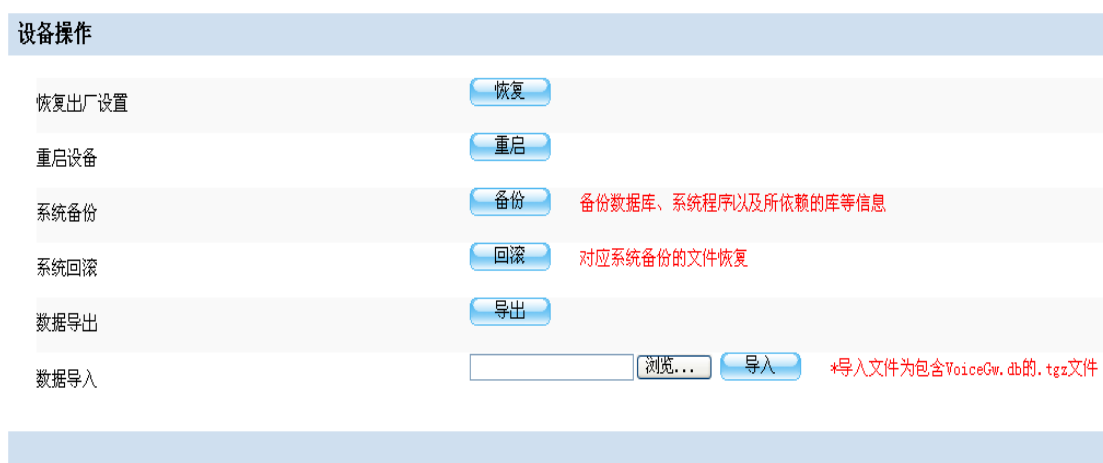 设备操作
恢复出厂设置 恢复
重启设备 重启
系统备份 备份 备份数据库、系统程序以及所依赖的库等信息
系统回滚 回滚 对应系统备份的文件恢复
数据导出 导出
数据导入 浏览... 导入 *导入文件为包含VoiceGw.db的.tgz文件